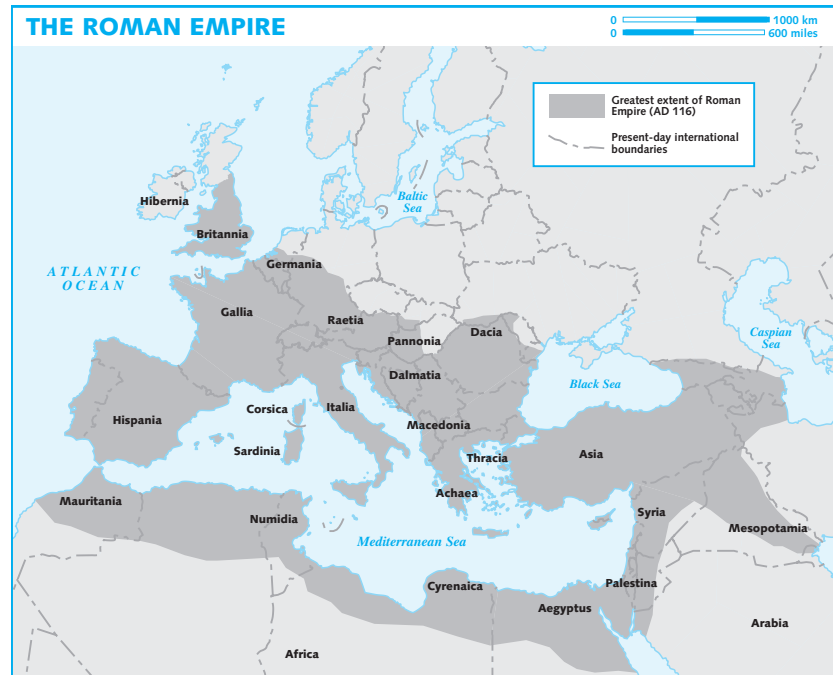 THE ROMAN EMPIRE
0 1000 km
0 600 miles
Greatest extent of Roman
Empire (AD 116)
Present-day international
boundaries
Hibernia
Baltic
Sea
Britannia
ATLANTIC
OCEAN
Germania
Gallia
Raetia
Pannonia
Dacia
Caspian
Sea
Dalmatia
Black Sea
Corsica
Italia
Hispania
Macedonia
Sardinia
Thracia
Asia
Achaea
Mauritania
Numidia
Syria
Mesopotamia
Mediterranean Sea
Cyrenaica
Palestina
Aegyptus
Arabia
Africa